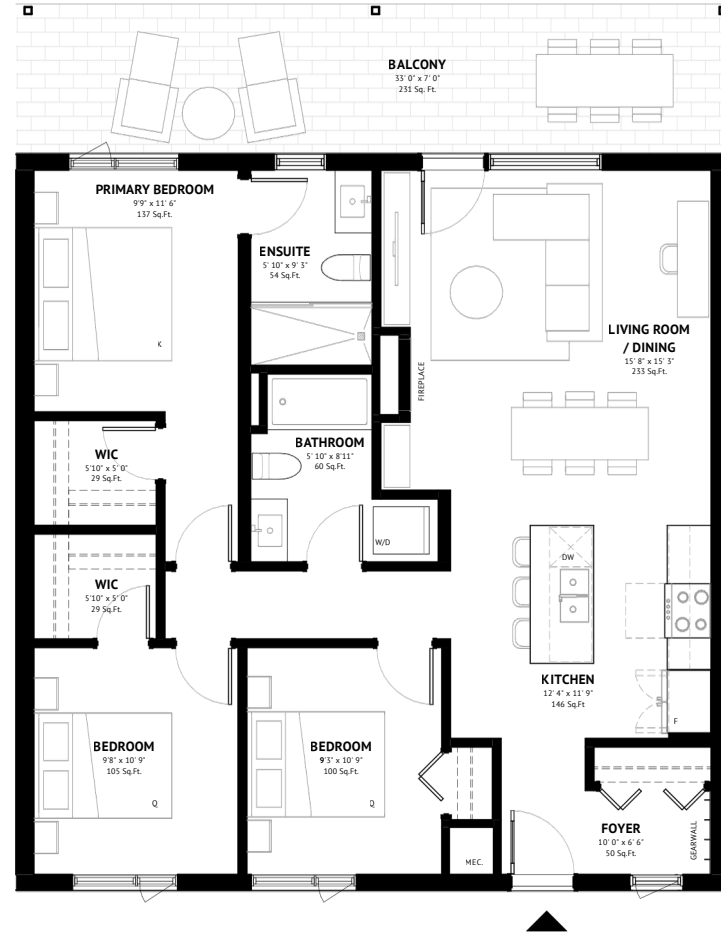 BALCONY
33' 0" x 7' 0"
231 Sq. Ft.
PRIMARY BEDROOM
9'9" x 11' 6"
137 Sq.Ft.
ENSUITE
5' 10" x 9' 3"
54 Sq.Ft.
K
LIVING ROOM
/ DINING
15' 8" x 15' 3"
233 Sq.Ft.
FIREPLACE
WIC
5'10" x 5' 0"
29 Sq.Ft.
BATHROOM
5' 10" x 8'11"
60 Sq.Ft.
W/D
DW
WIC
5'10" x 5' 0"
29 Sq.Ft.
KITCHEN
12' 4" x 11' 9"
146 Sq.Ft
F
BEDROOM
9'8" x 10' 9"
105 Sq.Ft.
Q
BEDROOM
9'3" x 10' 9"
100 Sq.Ft.
Q
MEC.
FOYER
10' 0" x 6' 6"
50 Sq.Ft.
GEARWALL